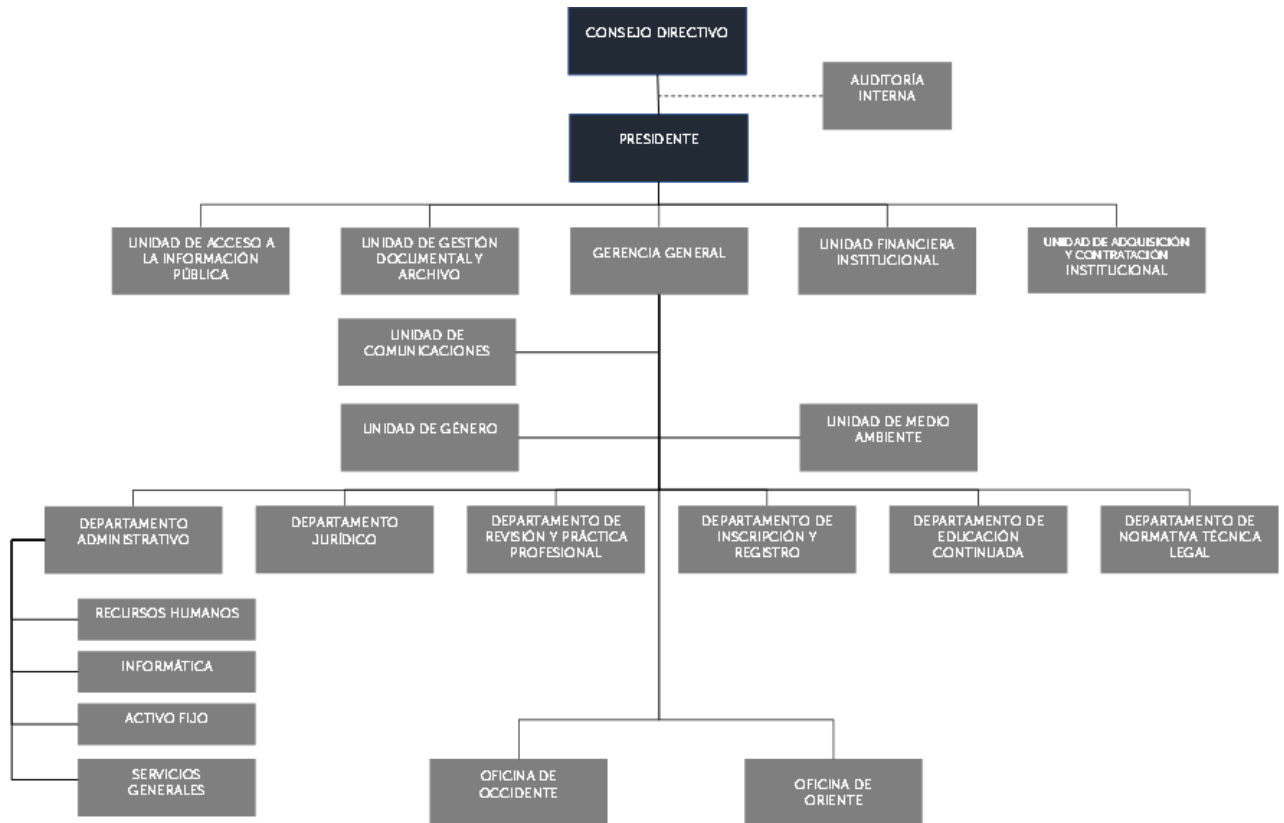 CONSEJO DIRECTIVO
AUDITORÍA
INTERNA
PRESIDENTE
UNIDAD DE ACCESO A
LA INFORMACIÓN
PÚBLICA
UNIDAD DE GESTIÓN
DOCUMENTAL Y
ARCHIVO
GERENCIA GENERAL
UNIDAD FINANCIERA
INSTITUCIONAL
UNIDAD DE ADQUISICIÓN
Y CONTRATACIÓN
INSTITUCIONAL
UNIDAD DE
COMUNICACIONES
UNIDAD DE GÉNERO
UNIDAD DE MEDIO
AMBIENTE
DEPARTAMENTO
ADMINISTRATIVO
DEPARTAMENTO
JURÍDICO
DEPARTAMENTO DE
REVISIÓN Y PRÁCTICA
PROFESIONAL
DEPARTAMENTO DE
INSCRIPCIÓN Y
REGISTRO
DEPARTAMENTO DE
EDUCACIÓN
CONTINUADA
DEPARTAMENTO DE
NORMATIVA TÉCNICA
LEGAL
RECURSOS HUMANOS
INFORMÁTICA
ACTIVO FIJO
SERVICIOS
GENERALES
OFICINA DE
OCCIDENTE
OFICINA DE
ORIENTE